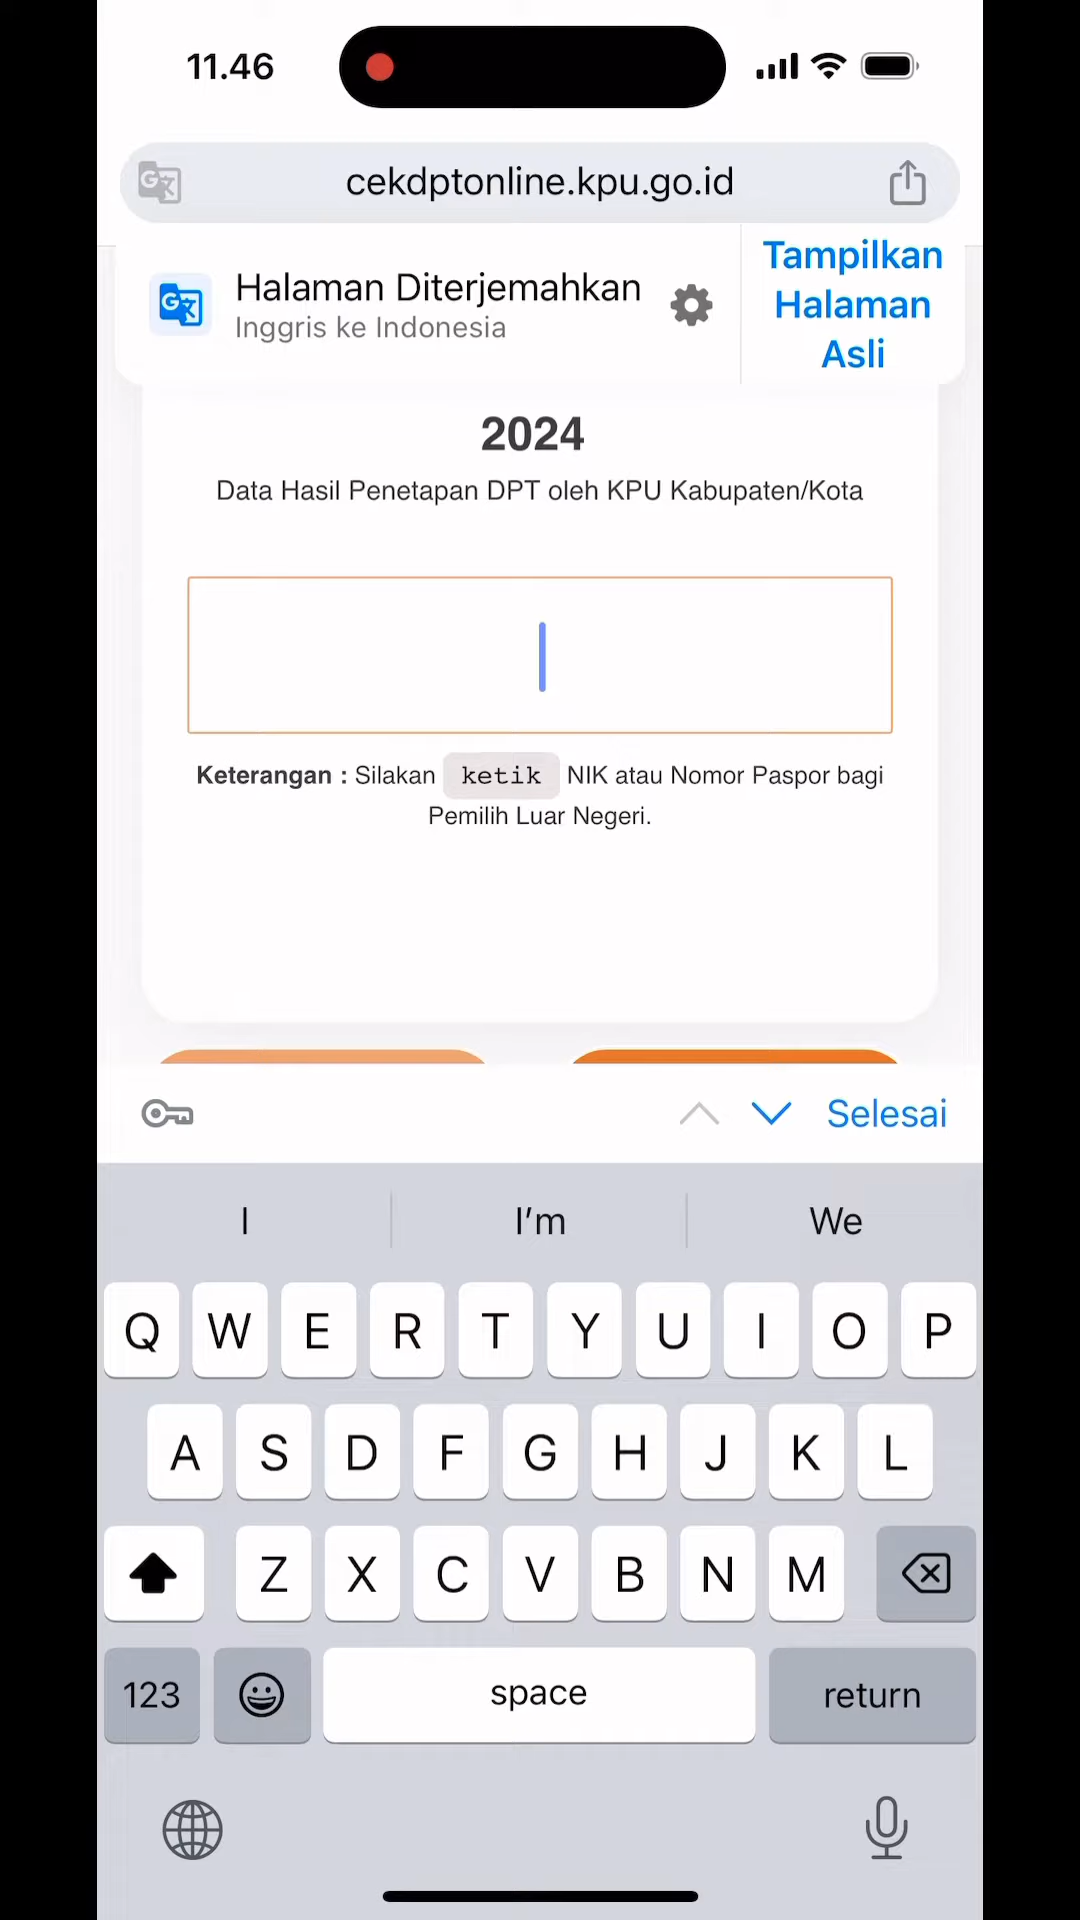 11.46
cekdptonline.kpu.go.id
Halaman Diterjemahkan
Inggris ke Indonesia
Tampilkan
Halaman
Asli
2024
Data Hasil Penetapan DPT oleh KPU Kabupaten/Kota
Keterangan : Silakan ketik NIK atau Nomor Paspor bagi
Pemilih Luar Negeri.
Selesai
I I’m We
Q W E R T Y U I O P
A S D F G H J K L
Z X C V B N M
123 space return